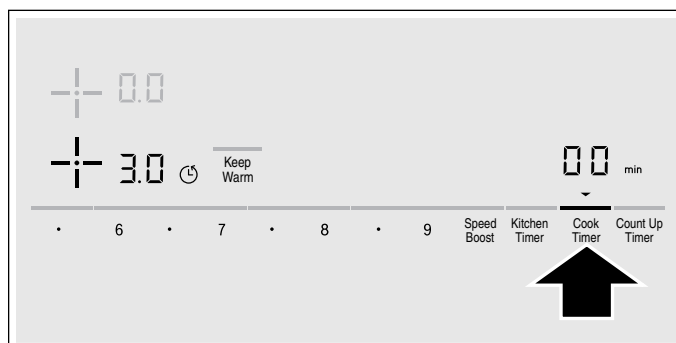 0.0
3.0 Keep
Warm
00 min
· 6 · 7 · 8 · 9 Speed Boost Kitchen Timer Cook Timer Count Up Timer